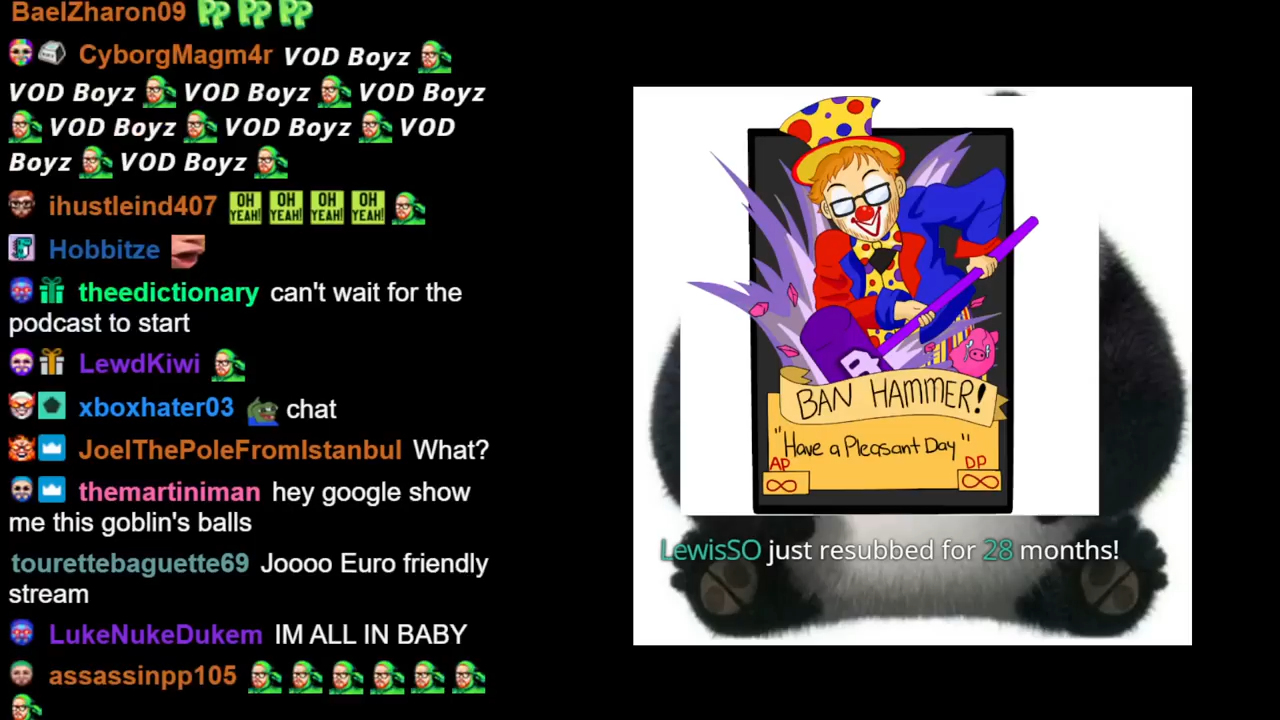 BaelZharon09 PP PP PP
CyborgMagm4r VOD Boyz
VOD Boyz VOD Boyz VOD Boyz
VOD Boyz VOD Boyz VOD
Boyz VOD Boyz
ihustleind407 OH YEAH! OH YEAH! OH YEAH! OH YEAH!
Hobbitze
theedictionary can't wait for the
podcast to start
LewdKiwi
xboxhater03 chat
JoelThePoleFromIstanbul What?
themartiniman hey google show
me this goblin's balls
tourettebaguette69 Joooo Euro friendly
stream
LukeNukeDukem IM ALL IN BABY
assassinpp105
BAN HAMMER!
"Have a Pleasant Day"
AP DP
∞ ∞
LewisSO just resubbed for 28 months!